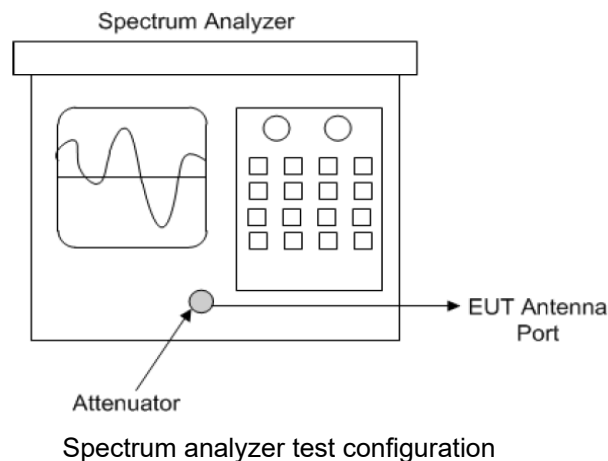 Spectrum Analyzer
EUT Antenna
Port
Attenuator
Spectrum analyzer test configuration